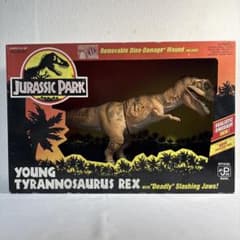 Removable Dino-Damage Wound
JURASSIC PARK
YOUNG
TYRANNOSAURUS REX
WITH "Deadly" Slashing Jaws!